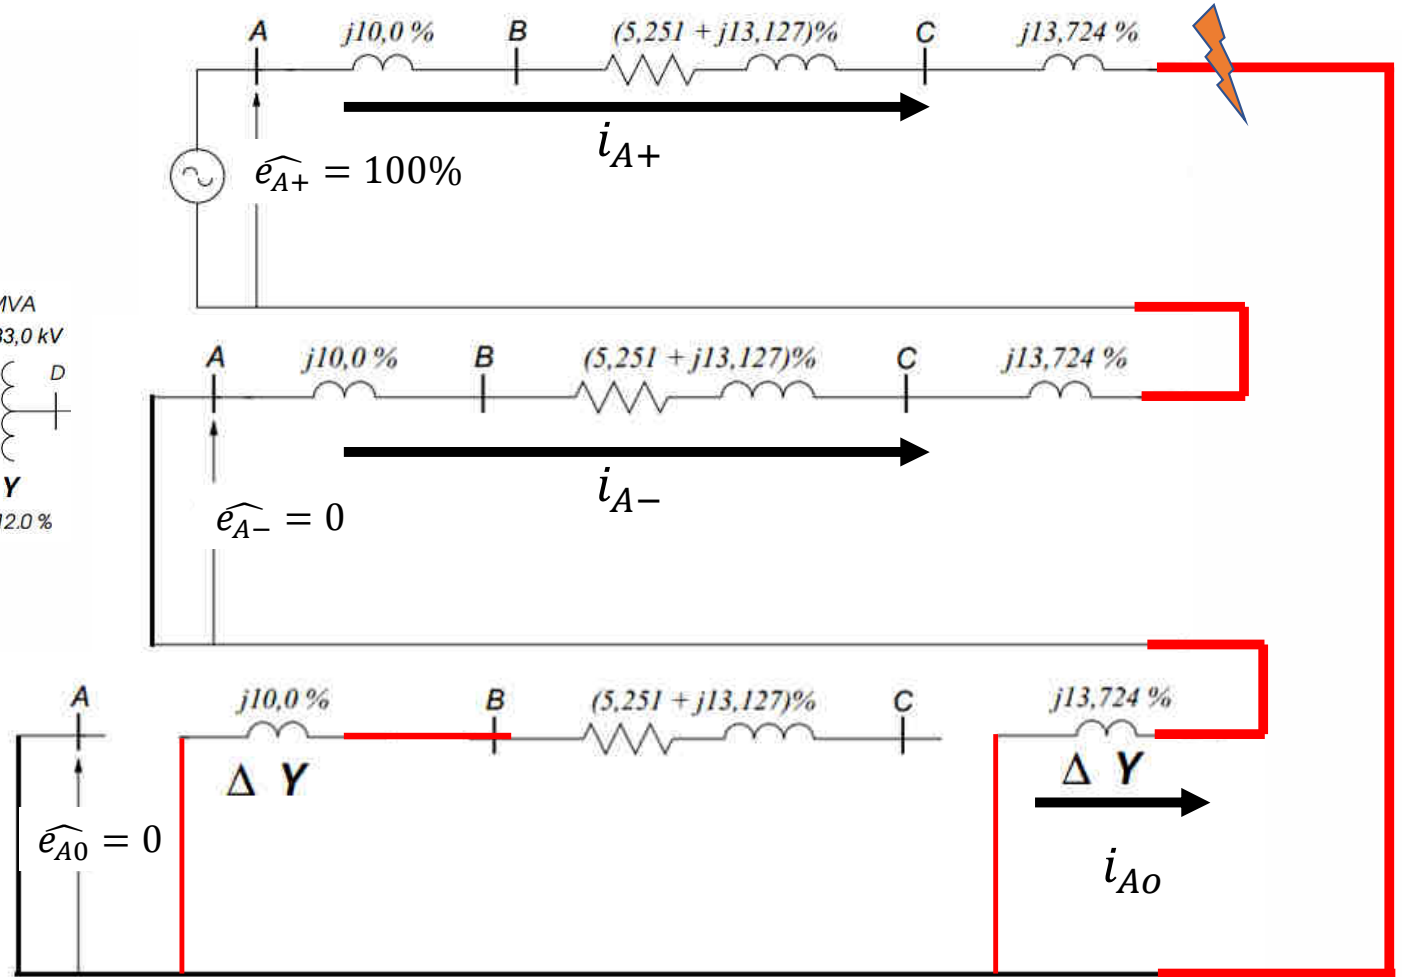 A j10,0 % B (5,251 + j13,127)% C j13,724 %
i_{A+}
\widehat{e_{A+}} = 100%
MVA
33,0 kV
D
Y
12.0 %
A j10,0 % B (5,251 + j13,127)% C j13,724 %
i_{A−}
\widehat{e_{A−}} = 0
A j10,0 % B (5,251 + j13,127)% C j13,724 %
Δ Y Δ Y
\widehat{e_{A0}} = 0
i_{Ao}